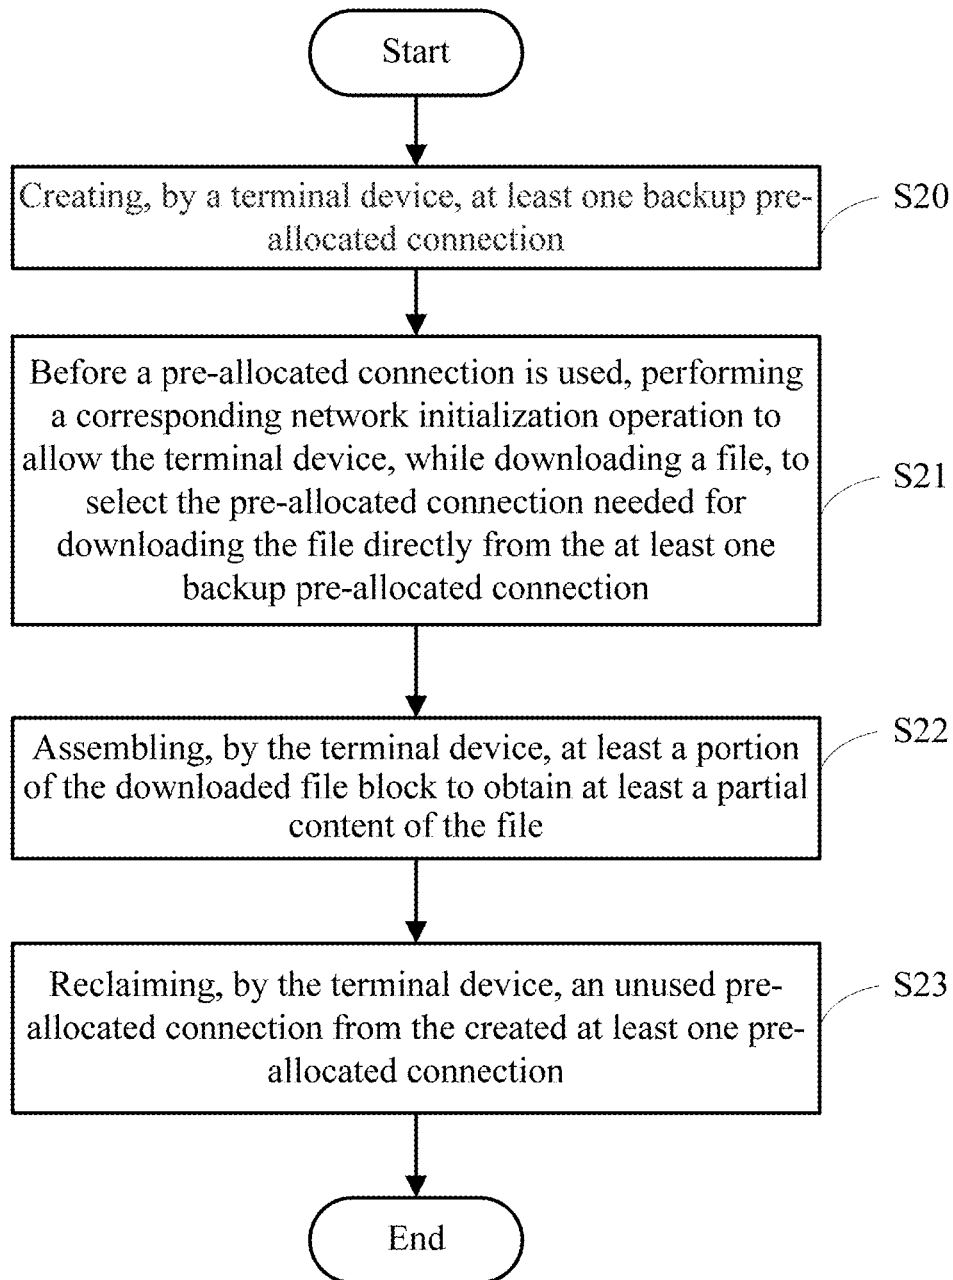 Start
Creating, by a terminal device, at least one backup pre-
allocated connection
S20
Before a pre-allocated connection is used, performing
a corresponding network initialization operation to
allow the terminal device, while downloading a file, to
select the pre-allocated connection needed for
downloading the file directly from the at least one
backup pre-allocated connection
S21
Assembling, by the terminal device, at least a portion
of the downloaded file block to obtain at least a partial
content of the file
S22
Reclaiming, by the terminal device, an unused pre-
allocated connection from the created at least one pre-
allocated connection
S23
End